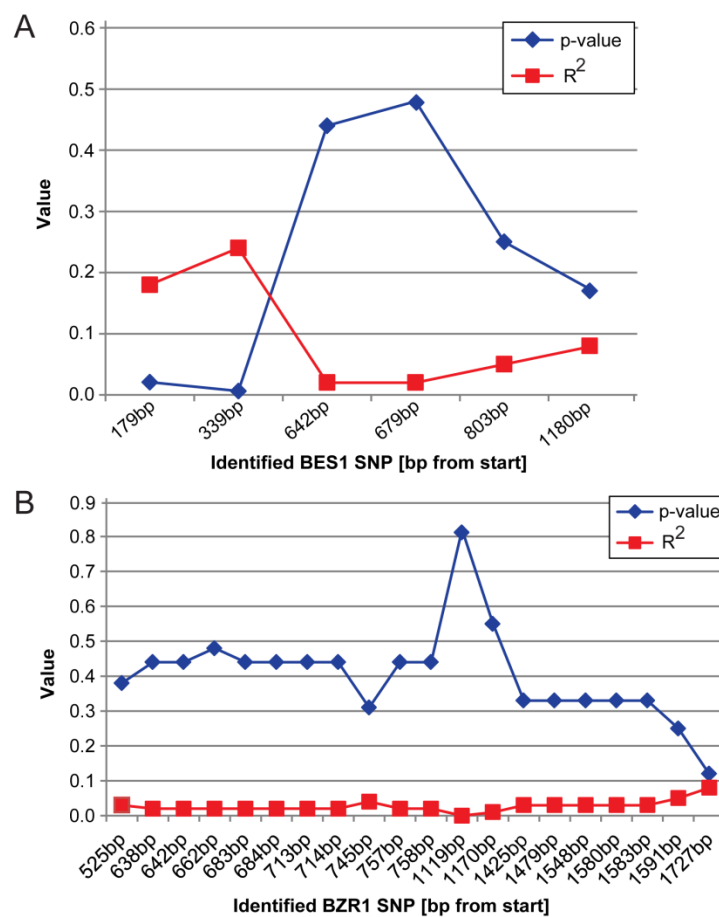 A
0.6
0.5
0.4
0.3
0.2
0.1
0.0
Value
p-value
R2
179bp
339bp
642bp
679bp
803bp
1180bp
Identified BES1 SNP [bp from start]
B
0.9
0.8
0.7
0.6
0.5
0.4
0.3
0.2
0.1
0.0
Value
p-value
R2
525bp
638bp
642bp
662bp
683bp
684bp
713bp
714bp
745bp
757bp
758bp
1119bp
1170bp
1425bp
1479bp
1548bp
1580bp
1583bp
1591bp
1727bp
Identified BZR1 SNP [bp from start]